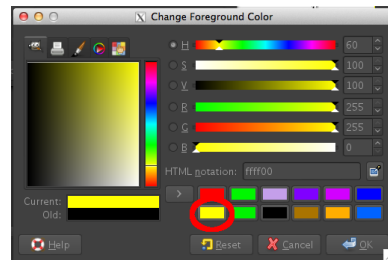 Change Foreground Color
H 60
S 100
V 100
R 255
G 255
B 0
HTML notation: ffff00
>
Current:
Old:
Help Reset Cancel OK